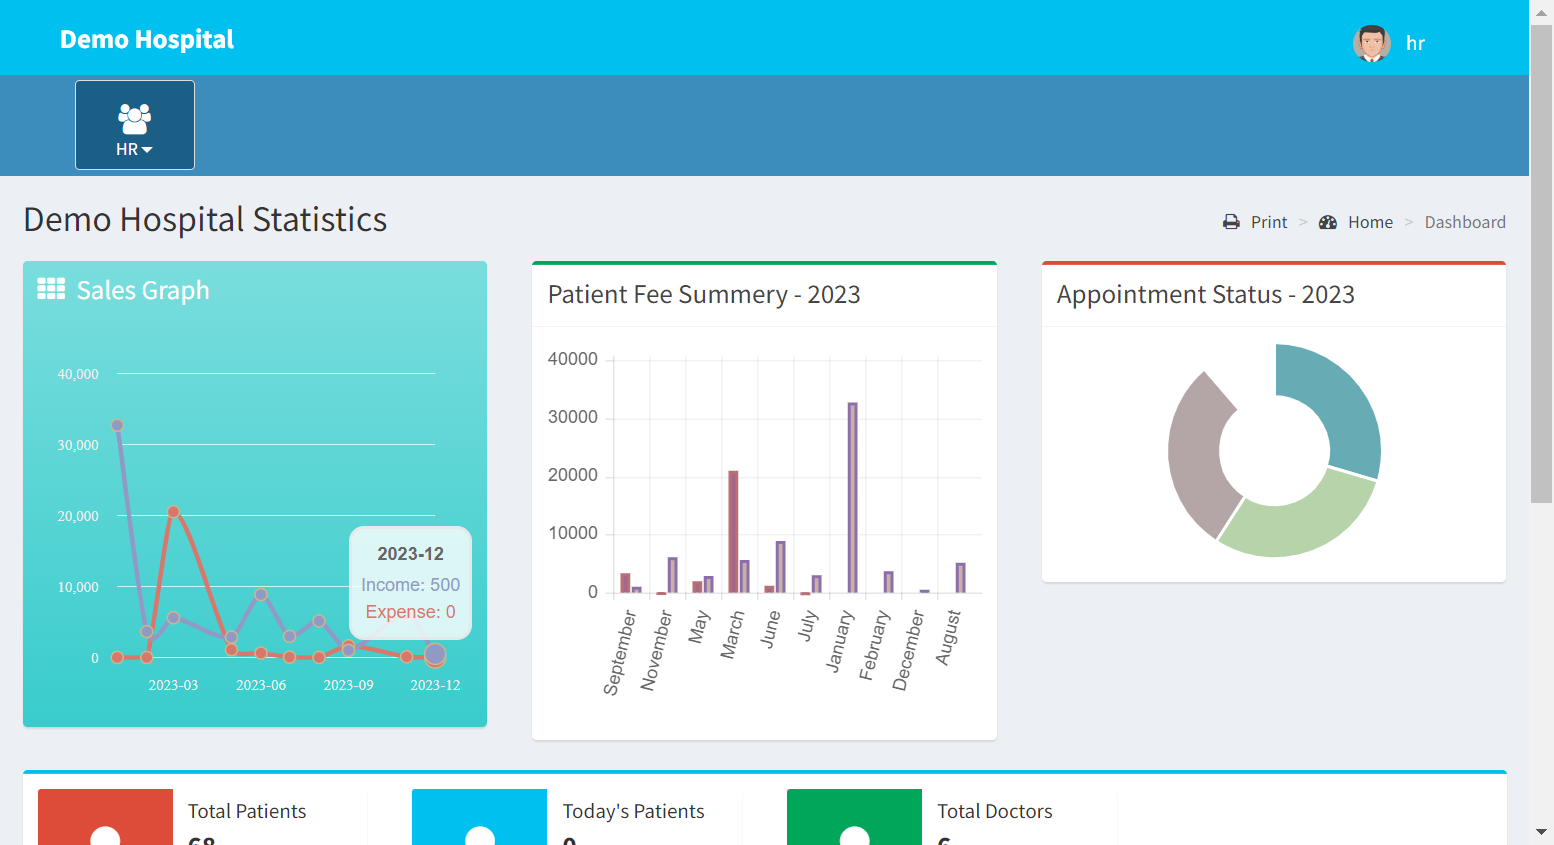 Demo Hospital
hr
HR
Demo Hospital Statistics
Print > Home > Dashboard
Sales Graph
40,000
30,000
20,000
10,000
0
2023-03 2023-06 2023-09 2023-12
2023-12
Income: 500
Expense: 0
Patient Fee Summery - 2023
40000
30000
20000
10000
0
September November May March June July January February December August
Appointment Status - 2023
Total Patients
68
Today's Patients
0
Total Doctors
6